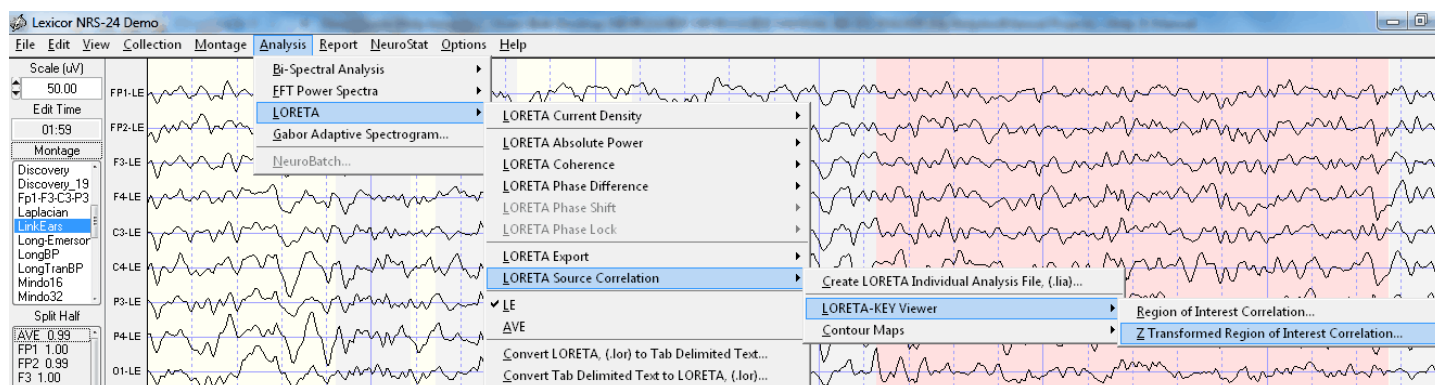 Lexicor NRS-24 Demo
File Edit View Collection Montage Analysis Report NeuroStat Options Help
Scale (uV)
50.00
Edit Time
01:59
Montage
Discovery
Discovery_19
Fp1-F3-C3-P3
Laplacian
LinkEars
Long-Emerson
LongBP
LongTranBP
Mindo16
Mindo32
Split Half
AVE 0.99
FP1 1.00
FP2 0.99
F3 1.00
FP1-LE
FP2-LE
F3-LE
F4-LE
C3-LE
C4-LE
P3-LE
P4-LE
O1-LE
Bi-Spectral Analysis
FFT Power Spectra
LORETA
Gabor Adaptive Spectrogram...
NeuroBatch...
LORETA Current Density
LORETA Absolute Power
LORETA Coherence
LORETA Phase Difference
LORETA Phase Shift
LORETA Phase Lock
LORETA Export
LORETA Source Correlation
LE
AVE
Convert LORETA, (.lor) to Tab Delimited Text...
Convert Tab Delimited Text to LORETA, (.lor)...
Create LORETA Individual Analysis File, (.lia)...
LORETA-KEY Viewer
Contour Maps
Region of Interest Correlation...
Z Transformed Region of Interest Correlation...